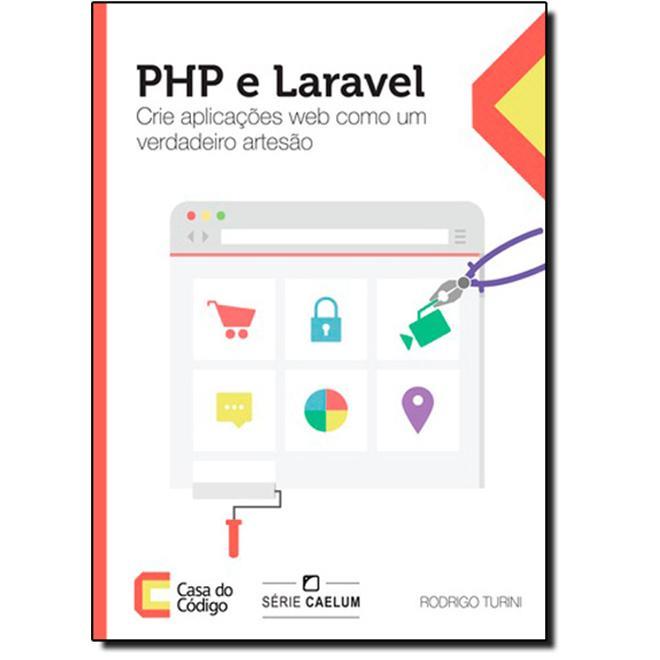 PHP e Laravel
Crie aplicações web como um
verdadeiro artesão
Casa do
Código
SÉRIE CAELUM
RODRIGO TURINI